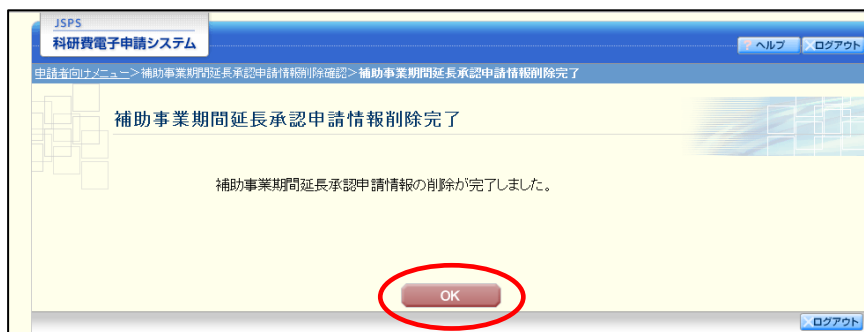 JSPS
科研費電子申請システム
? ヘルプ
×ログアウト
申請者向けメニュー>補助事業期間延長承認申請情報削除確認>補助事業期間延長承認申請情報削除完了
補助事業期間延長承認申請情報削除完了
補助事業期間延長承認申請情報の削除が完了しました。
OK
×ログアウト